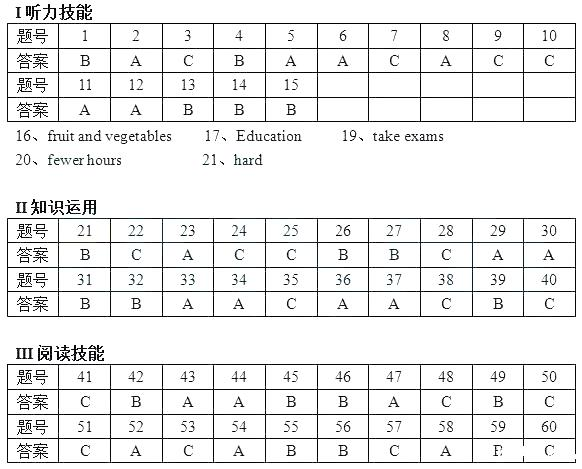 I 听力技能
题号 1 2 3 4 5 6 7 8 9 10
答案 B A C B A A C A C C
题号 11 12 13 14 15
答案 A A B B B
16、fruit and vegetables 17、Education 19、take exams
20、fewer hours 21、hard
II 知识运用
题号 21 22 23 24 25 26 27 28 29 30
答案 B C A C C B B C A A
题号 31 32 33 34 35 36 37 38 39 40
答案 B B A A C A A C B C
III 阅读技能
题号 41 42 43 44 45 46 47 48 49 50
答案 C B A A B B A C B C
题号 51 52 53 54 55 56 57 58 59 60
答案 C A C A B B C A C